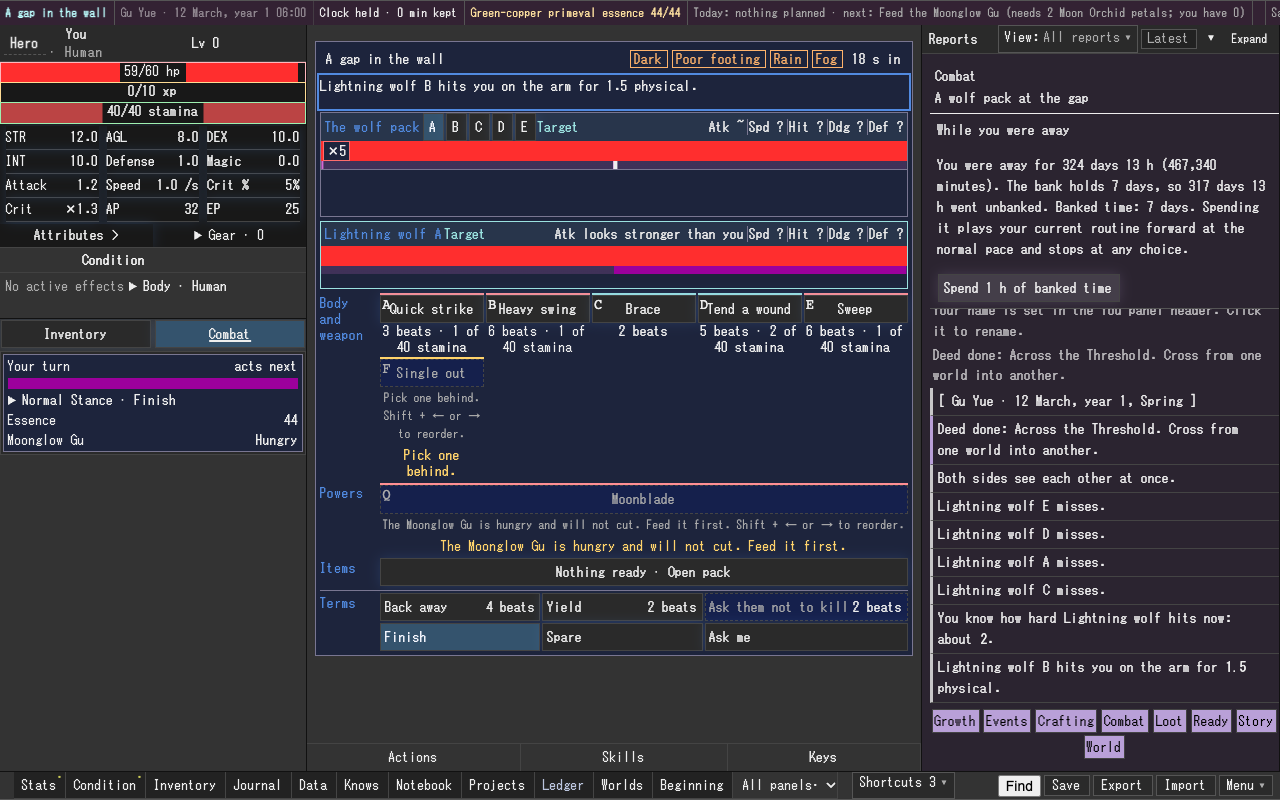 A gap in the wall
Gu Yue · 12 March, year 1 06:00
Clock held · 0 min kept
Green-copper primeval essence 44/44
Today: nothing planned · next: Feed the Moonglow Gu (needs 2 Moon Orchid petals; you have 0)
Hero
You
· Human
Lv 0
59/60 hp
0/10 xp
40/40 stamina
STR 12.0 AGL 8.0 DEX 10.0
INT 10.0 Defense 1.0 Magic 0.0
Attack 1.2 Speed 1.0 /s Crit % 5%
Crit ×1.3 AP 32 EP 25
Attributes > ▶ Gear · 0
Condition
No active effects ▶ Body · Human
Inventory Combat
Your turn acts next
▶ Normal Stance · Finish
Essence 44
Moonglow Gu Hungry
A gap in the wall Dark Poor footing Rain Fog 18 s in
Lightning wolf B hits you on the arm for 1.5 physical.
The wolf pack A B C D E Target Atk ~ Spd ? Hit ? Ddg ? Def ?
×5
Lightning wolf A Target Atk looks stronger than you Spd ? Hit ? Ddg ? Def ?
Body and weapon
A Quick strike
3 beats · 1 of 40 stamina
B Heavy swing
6 beats · 1 of 40 stamina
C Brace
2 beats
D Tend a wound
5 beats · 2 of 40 stamina
E Sweep
6 beats · 1 of 40 stamina
F Single out
Pick one behind.
Shift + ← or →
to reorder.
Pick one
behind.
Powers
Q Moonblade
The Moonglow Gu is hungry and will not cut. Feed it first. Shift + ← or → to reorder.
The Moonglow Gu is hungry and will not cut. Feed it first.
Items Nothing ready · Open pack
Terms Back away 4 beats Yield 2 beats Ask them not to kill 2 beats
Finish Spare Ask me
Actions Skills Keys
Reports View: All reports ▾ Latest ▼ Expand
Combat
A wolf pack at the gap
While you were away
You were away for 324 days 13 h (467,340
minutes). The bank holds 7 days, so 317 days 13
h went unbanked. Banked time: 7 days. Spending
it plays your current routine forward at the
normal pace and stops at any choice.
Spend 1 h of banked time
Your name is set in the You panel header. Click
it to rename.
Deed done: Across the Threshold. Cross from one
world into another.
[ Gu Yue · 12 March, year 1, Spring ]
Deed done: Across the Threshold. Cross from
one world into another.
Both sides see each other at once.
Lightning wolf E misses.
Lightning wolf D misses.
Lightning wolf A misses.
Lightning wolf C misses.
You know how hard Lightning wolf hits now:
about 2.
Lightning wolf B hits you on the arm for 1.5
physical.
Growth Events Crafting Combat Loot Ready Story
World
Stats Condition Inventory Journal Data Knows Notebook Projects Ledger Worlds Beginning All panels· Shortcuts 3 ▾ Find Save Export Import Menu ▾